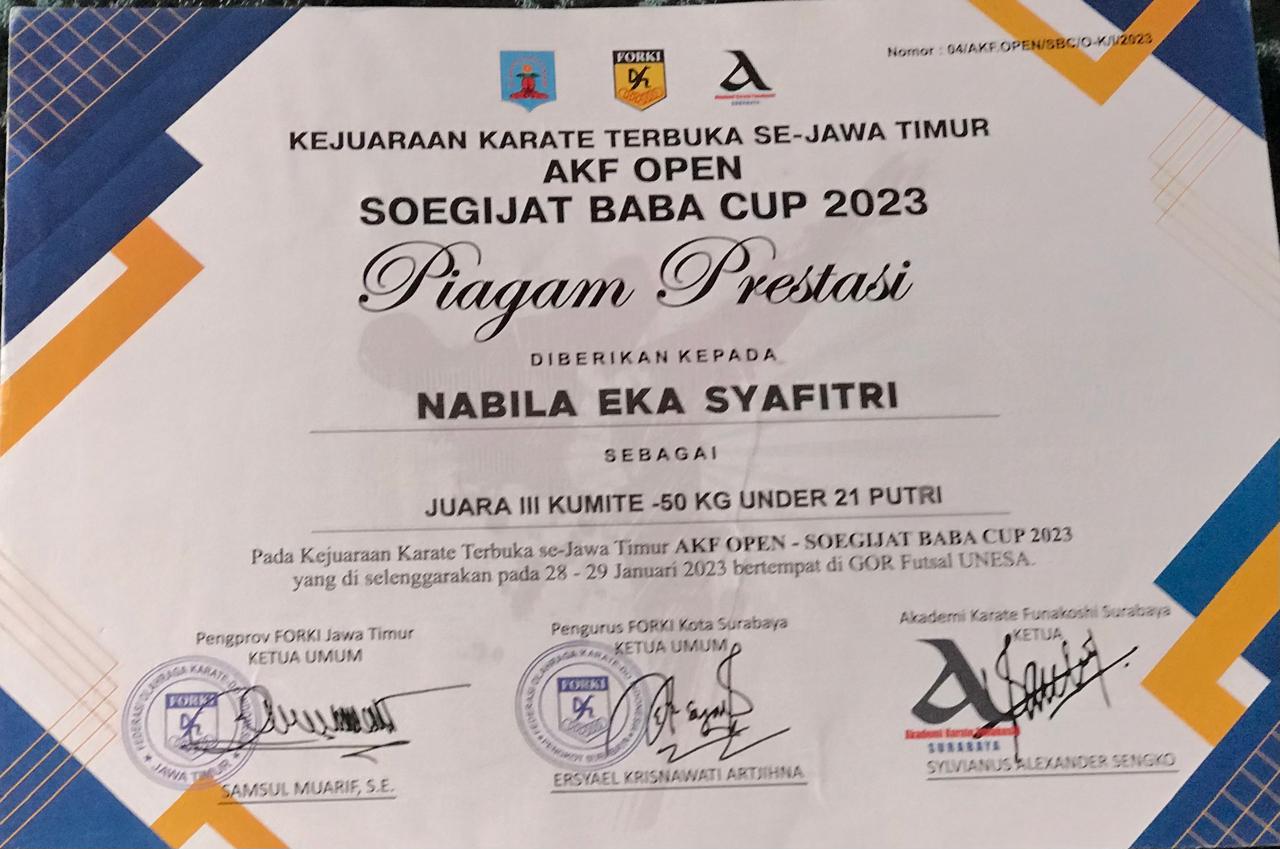 Nomor : 04/AKF.OPEN/SBC/O-K/I/2023
FORKI
KEJUARAAN KARATE TERBUKA SE-JAWA TIMUR
AKF OPEN
SOEGIJAT BABA CUP 2023
Piagam Prestasi
DIBERIKAN KEPADA
NABILA EKA SYAFITRI
SEBAGAI
JUARA III KUMITE -50 KG UNDER 21 PUTRI
Pada Kejuaraan Karate Terbuka se-Jawa Timur AKF OPEN - SOEGIJAT BABA CUP 2023
yang di selenggarakan pada 28 - 29 Januari 2023 bertempat di GOR Futsal UNESA.
Pengprov FORKI Jawa Timur
KETUA UMUM
FORKI
JAWA TIMUR
SAMSUL MUARIF, S.E.
Pengurus FORKI Kota Surabaya
KETUA UMUM
FORKI
ERSYAEL KRISNAWATI ARTJIHNA
Akademi Karate Funakoshi Surabaya
KETUA
Akademi Karate Funakoshi
SURABAYA
SYLVIANUS ALEXANDER SENGKO